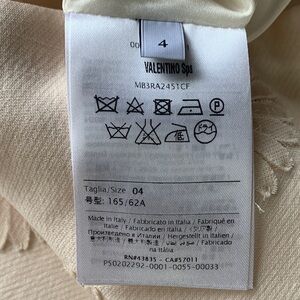 00
4
VALENTINO SpA
MB3RA2451CF
Taglia/Size 04
号型: 165/62A
Made in Italy / Fabbricato in Italia / Fabriqué en
Italie / Fabricado en Italia / イタリア製 /
Произведено в Италии / Hergestellt in Italien /
/ Fabricado
na Itália
RN#43835 - CA#57011
P50202292-0001-0055-00033